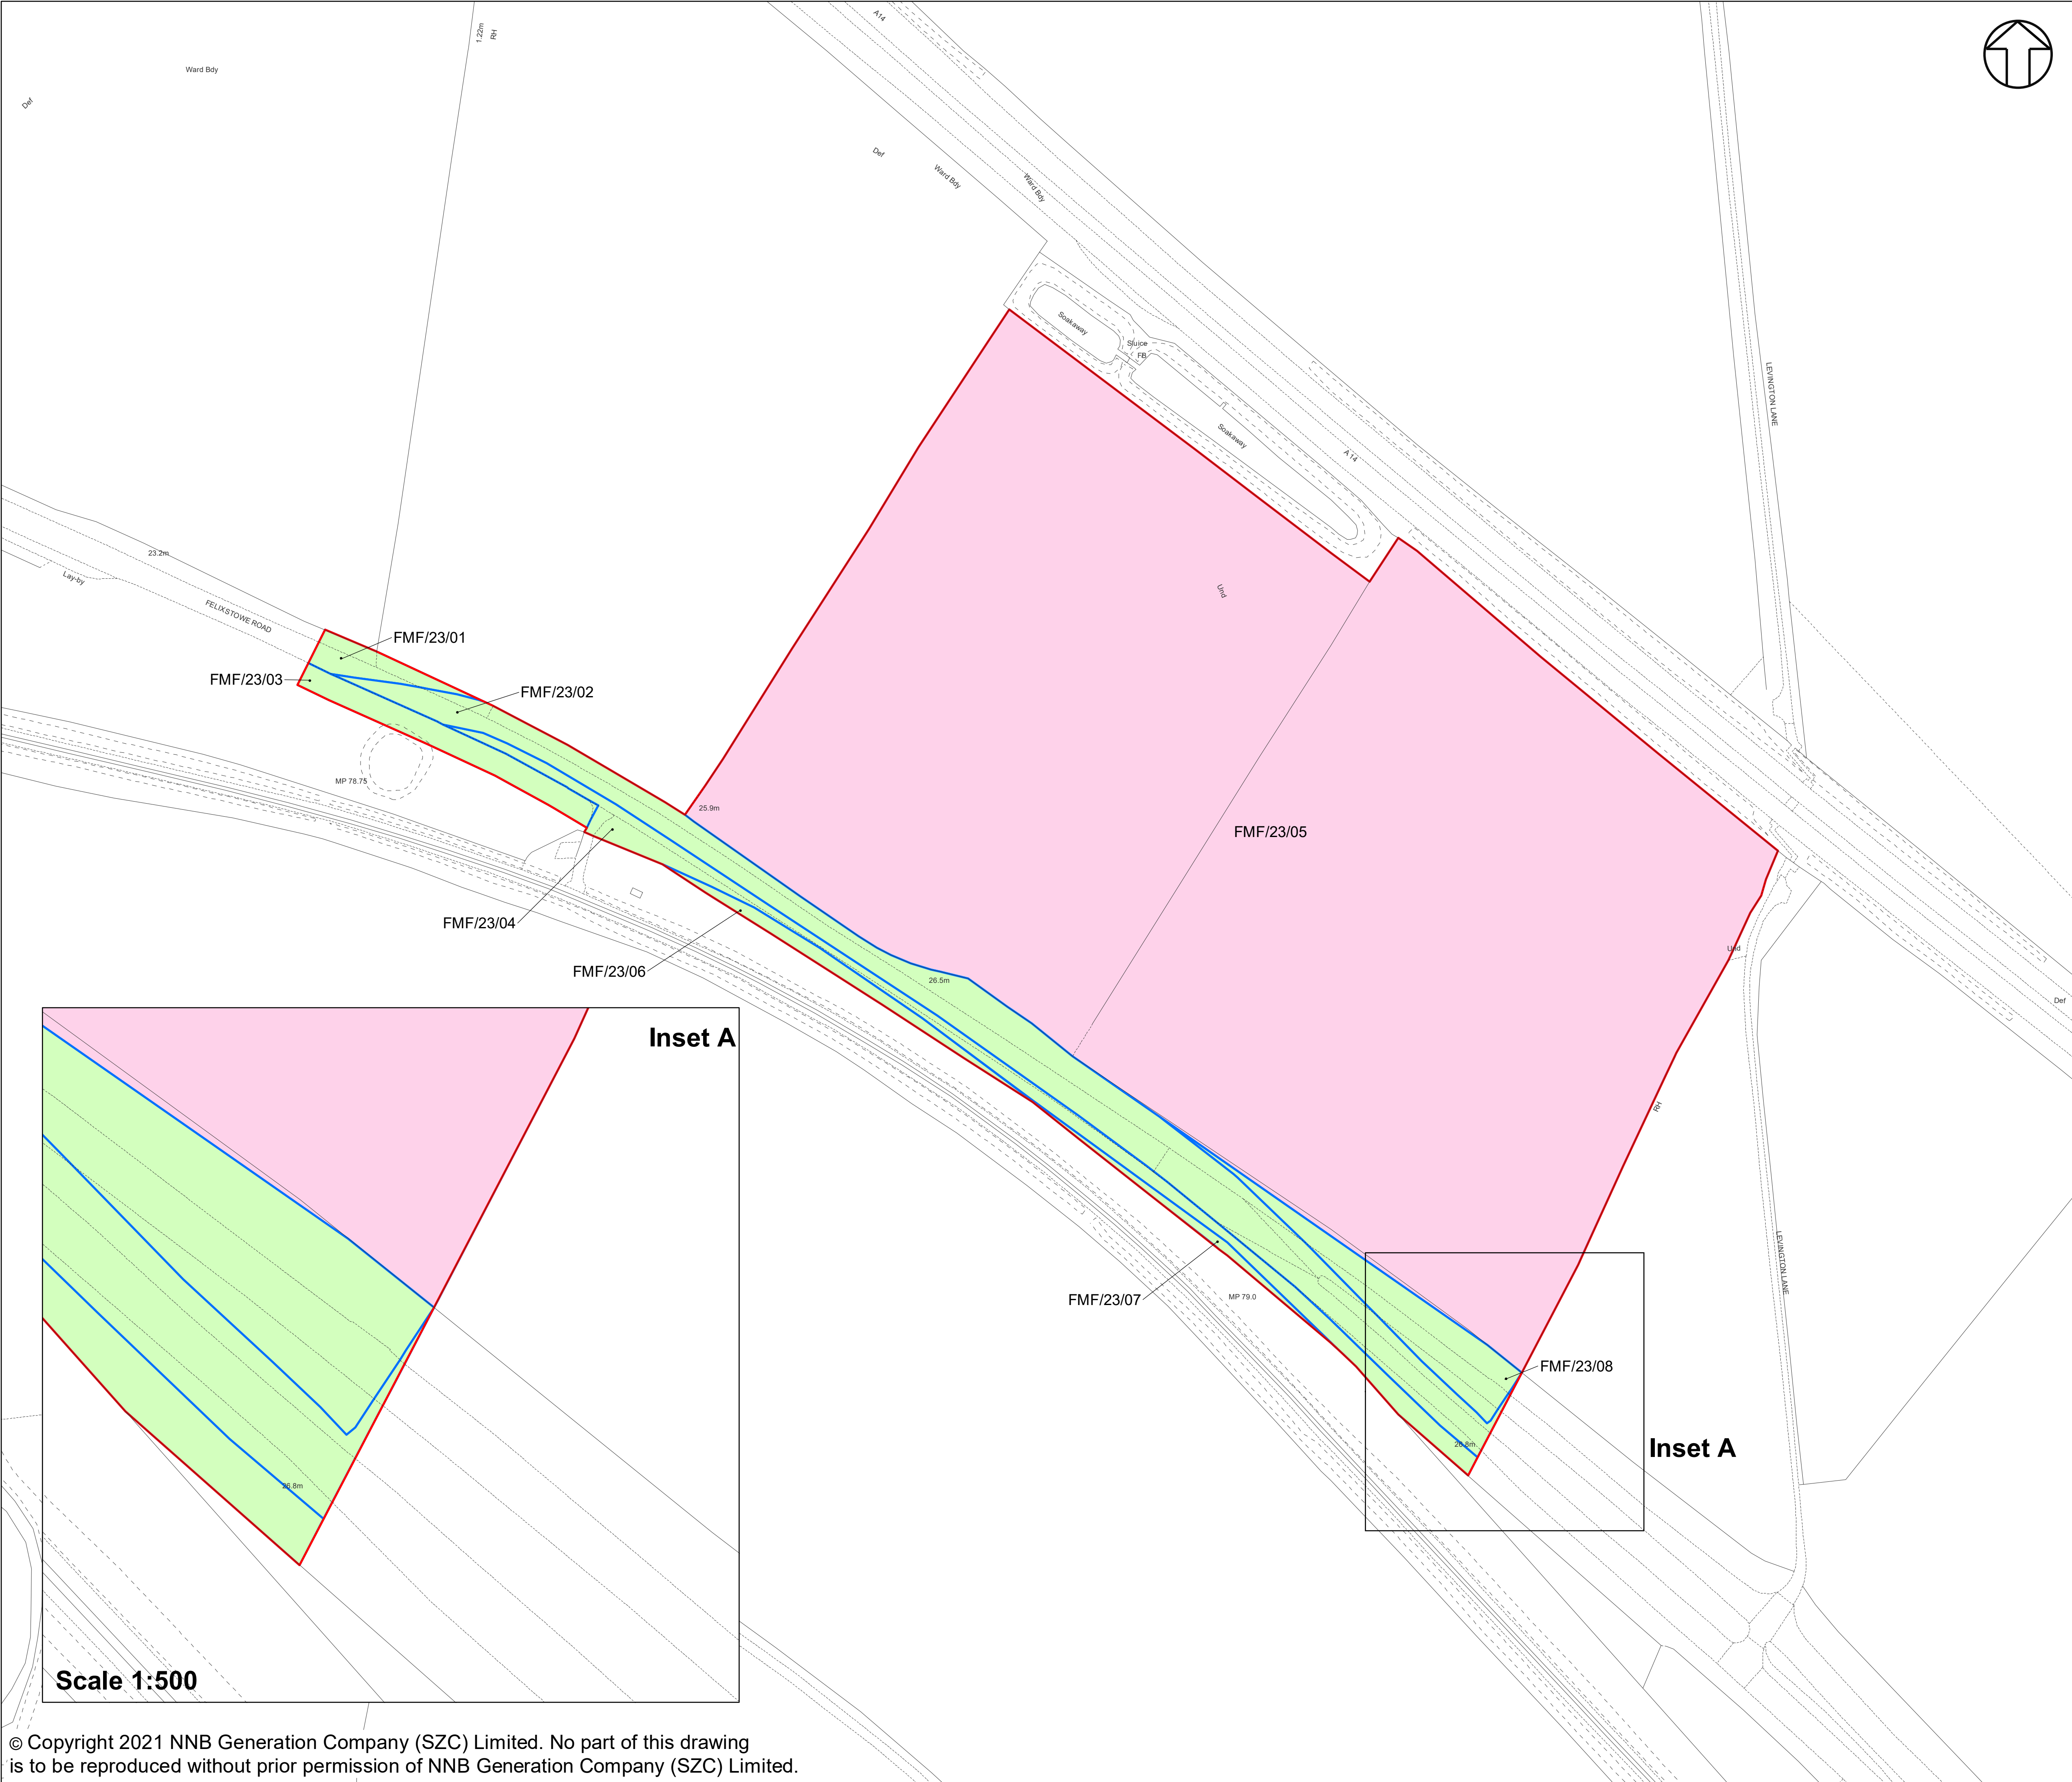 A14
1.22m
RH
Ward Bdy
Def
Def
Ward Bdy
Ward Bdy
Soakaway
Sluice
FB
LEVINGTON LANE
Soakaway
A14
23.2m
Lay-by
FELIXSTOWE ROAD
Und
FMF/23/01
FMF/23/03
FMF/23/02
MP 78.75
25.9m
FMF/23/05
FMF/23/04
Und
FMF/23/06
26.5m
Def
Inset A
RH
LEVINGTON LANE
MP 79.0
FMF/23/07
FMF/23/08
26.8m
Inset A
26.8m
Scale 1:500
© Copyright 2021 NNB Generation Company (SZC) Limited. No part of this drawing
is to be reproduced without prior permission of NNB Generation Company (SZC) Limited.